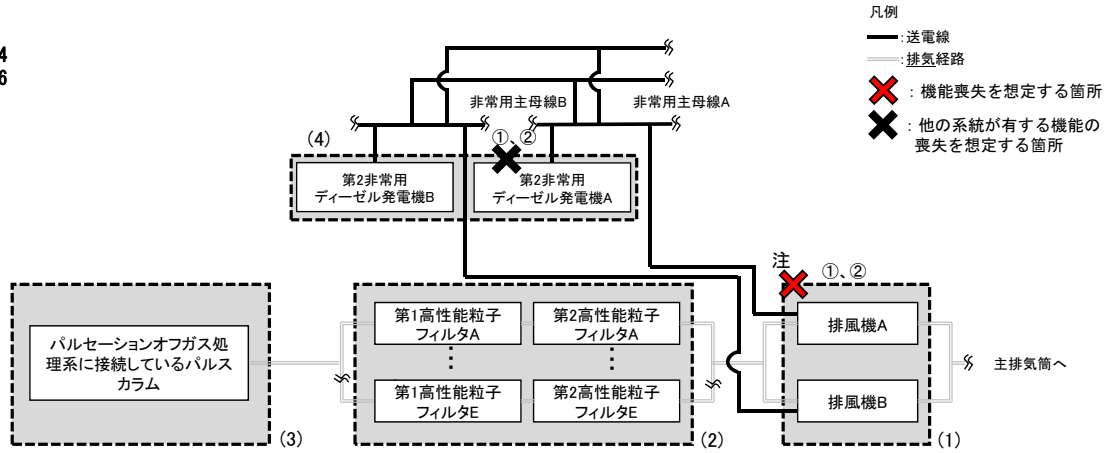 凡例
:送電線
:排気経路
:機能喪失を想定する箇所
:他の系統が有する機能の
喪失を想定する箇所
4
6
非常用主母線B
非常用主母線A
(4)
①、②
第2非常用
ディーゼル発電機B
第2非常用
ディーゼル発電機A
注
①、②
パルセーションオフガス処
理系に接続しているパルス
カラム
第1高性能粒子
フィルタA
第2高性能粒子
フィルタA
排風機A
主排気筒へ
第1高性能粒子
フィルタE
第2高性能粒子
フィルタE
排風機B
(3)
(2)
(1)